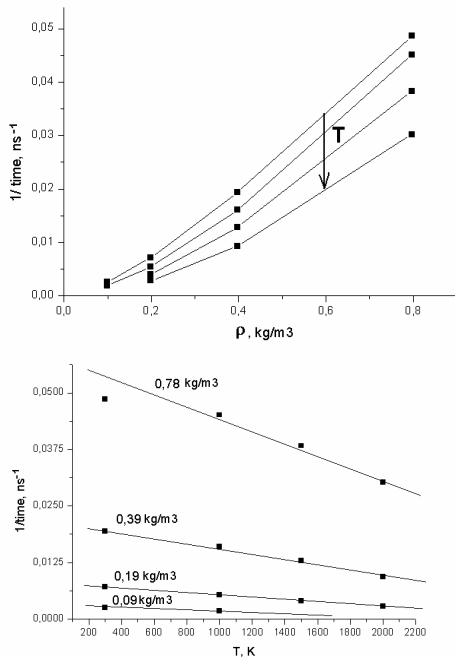 0,05
0,04
0,03
0,02
0,01
0,00
1/ time, ns-1
T
0,0 0,2 0,4 0,6 0,8
ρ , kg/m3
0,0500
0,0375
0,0250
0,0125
0,0000
1/time, ns-1
0,78 kg/m3
0,39 kg/m3
0,19 kg/m3
0,09kg/m3
200 400 600 800 1000 1200 1400 1600 1800 2000 2200
T, K